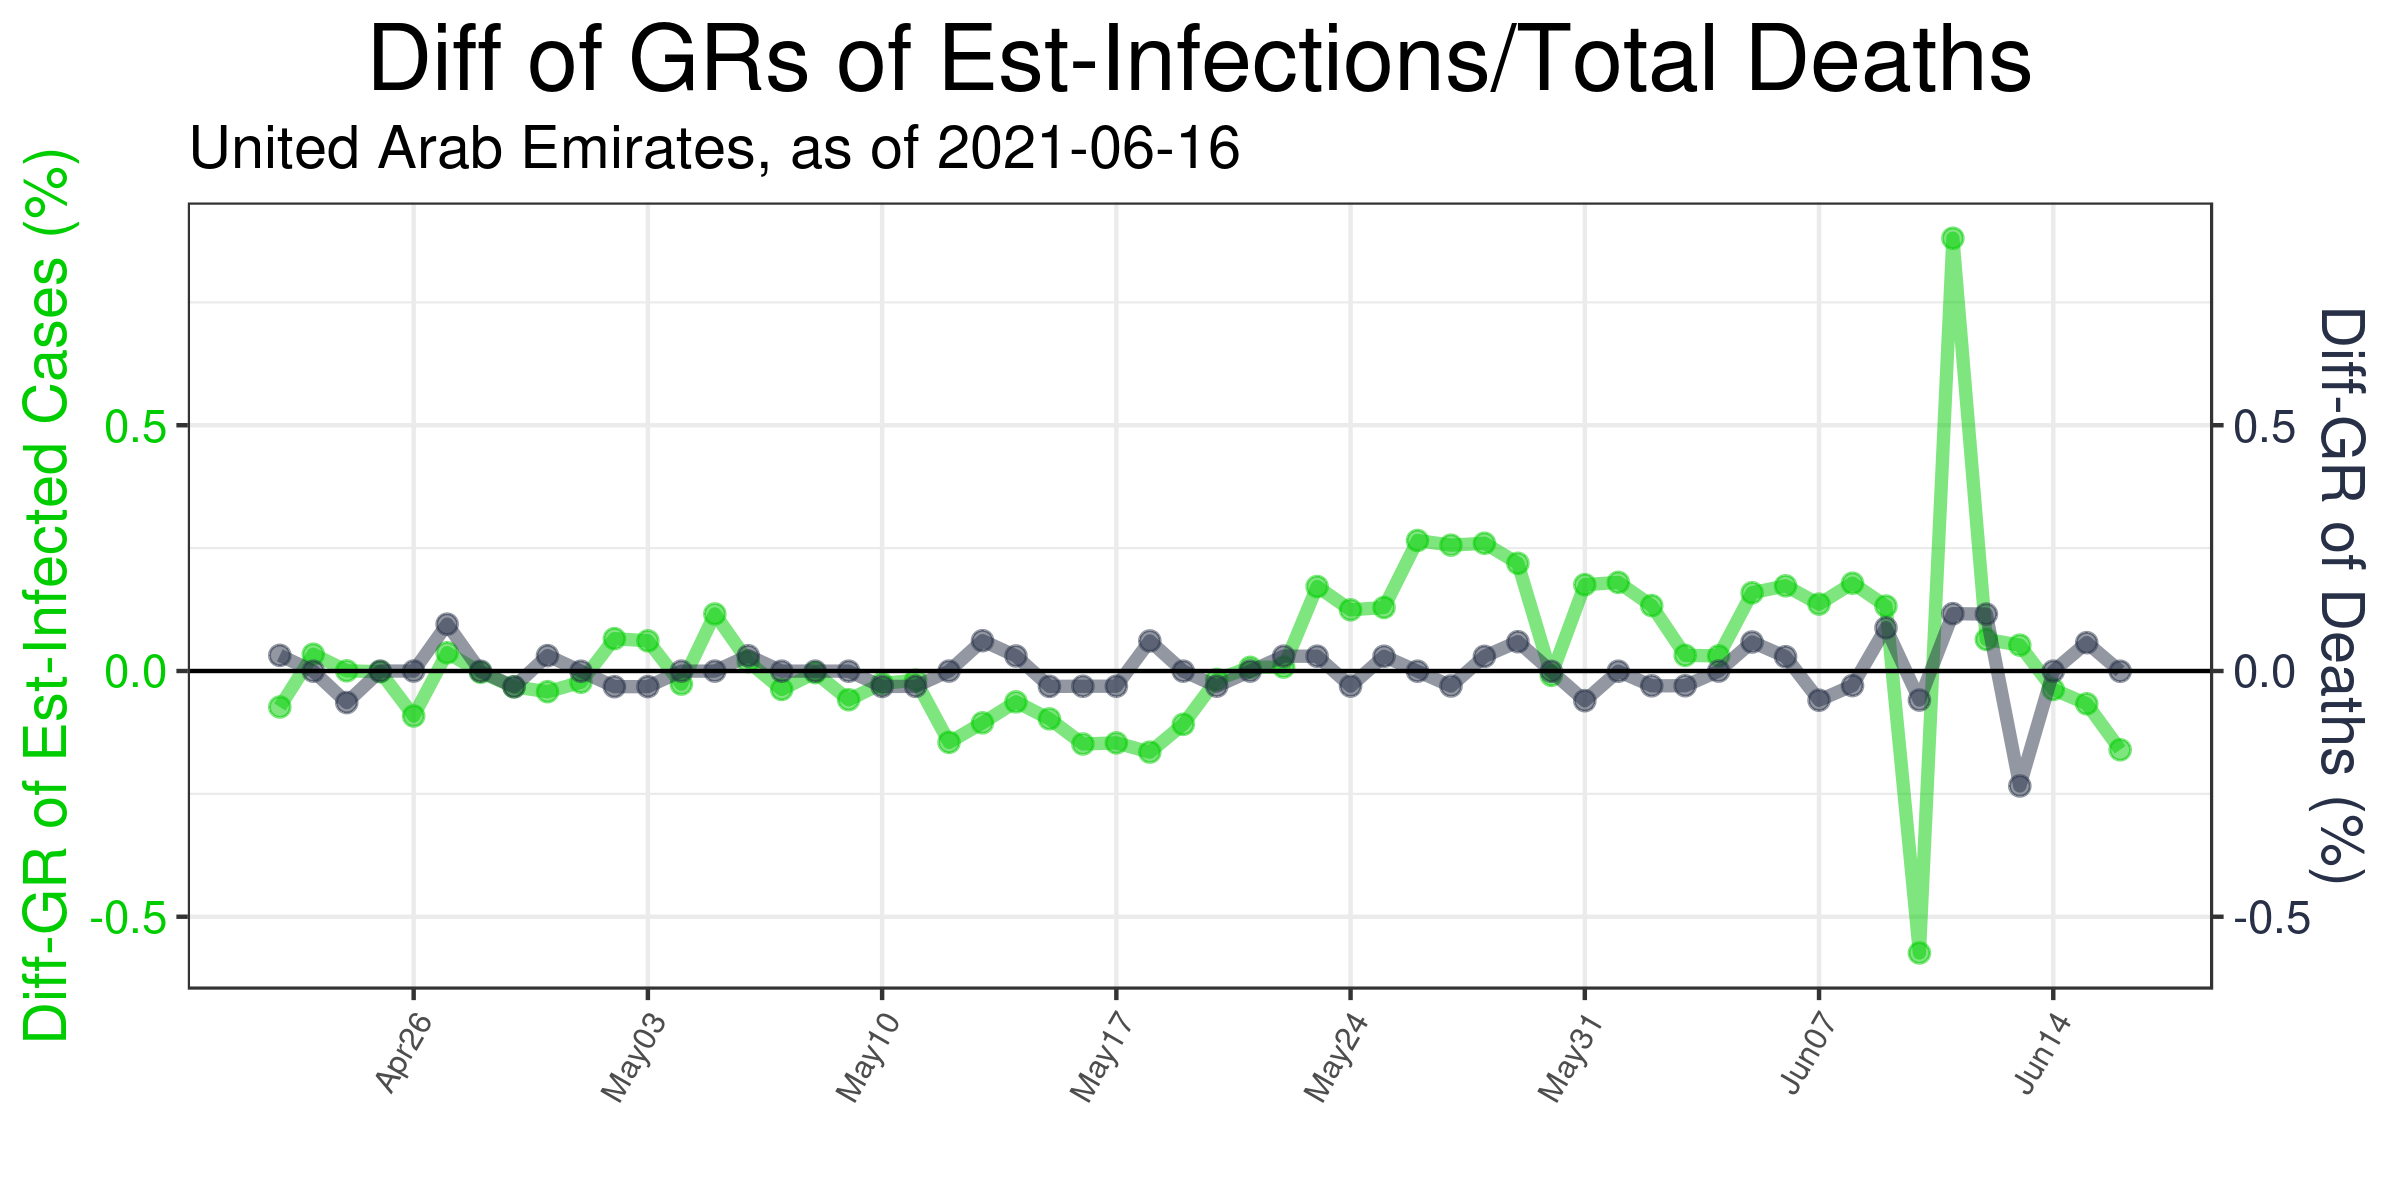 Diff of GRs of Est-Infections/Total Deaths
United Arab Emirates, as of 2021-06-16
Diff-GR of Est-Infected Cases (%)
0.5
0.0
-0.5
0.5
0.0
-0.5
Diff-GR of Deaths (%)
Apr26
May03
May10
May17
May24
May31
Jun07
Jun14